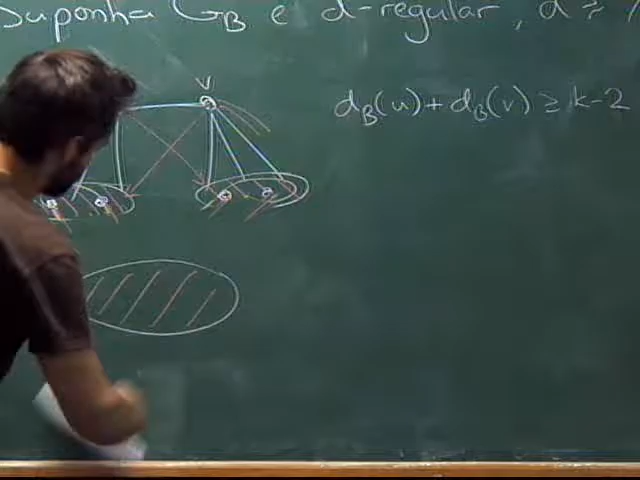 Suponha G_B é d-regular, d ≥
v
d_B(u) + d_B(v) ≥ k-2